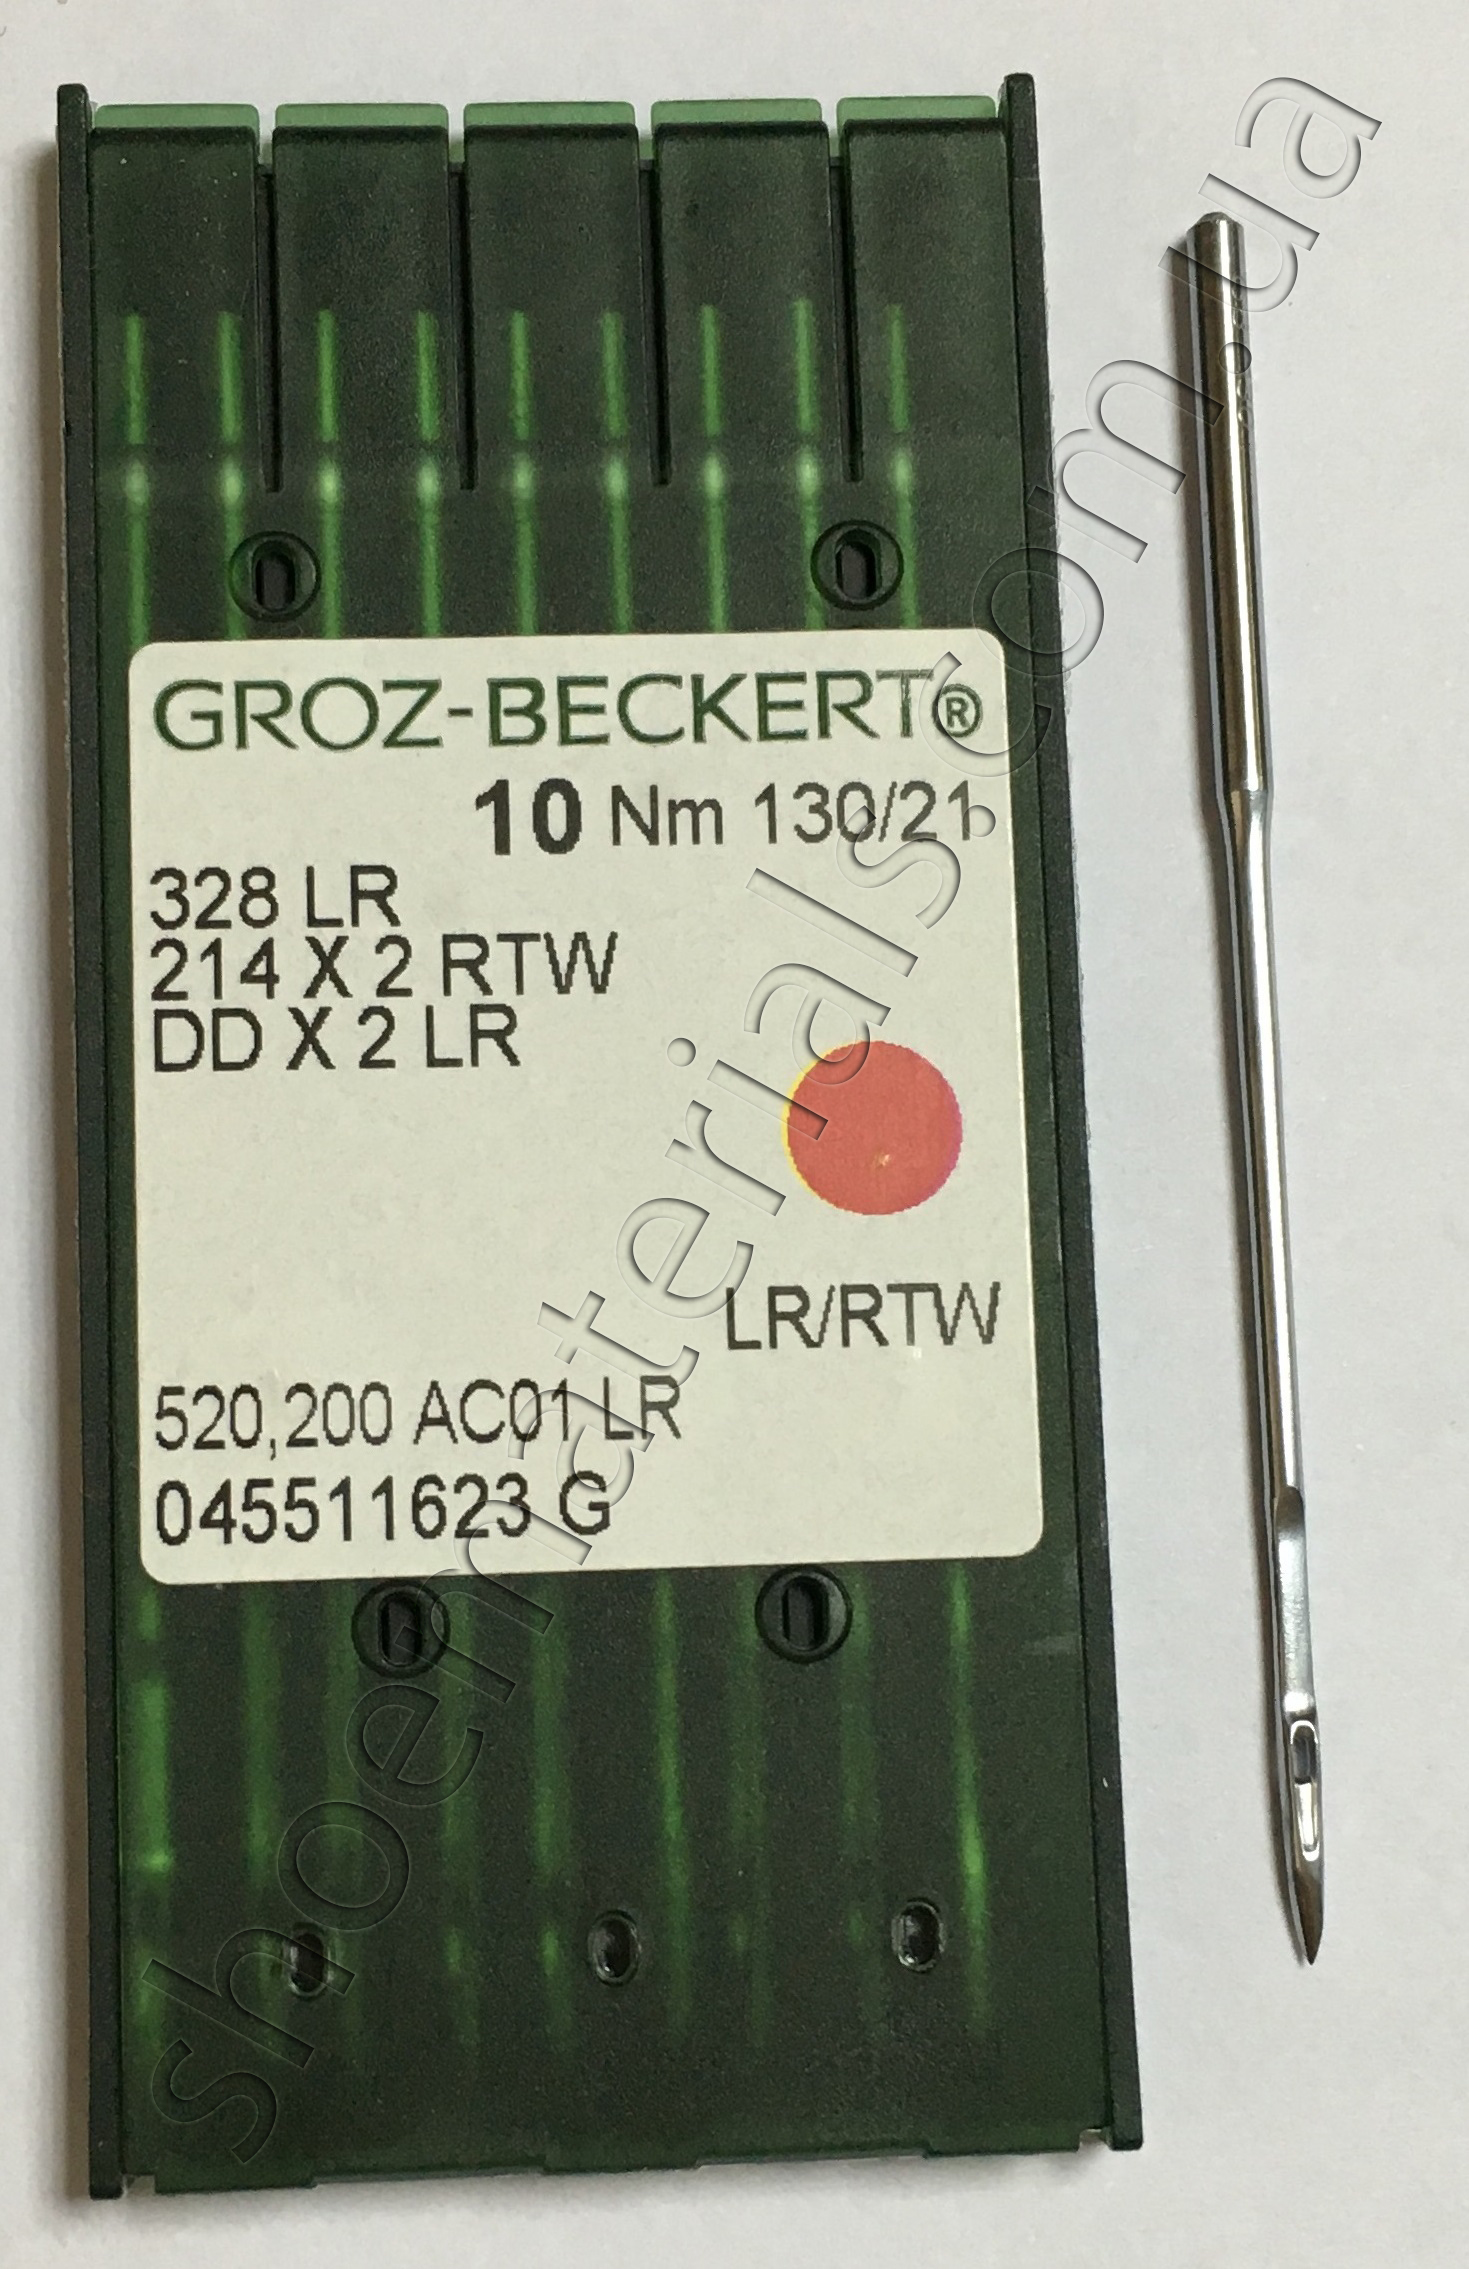 GROZ-BECKERT®
10 Nm 130/21
328 LR
214 X 2 RTW
DD X 2 LR
LR/RTW
520,200 AC01 LR
045511623 G
shoematerials.com.ua